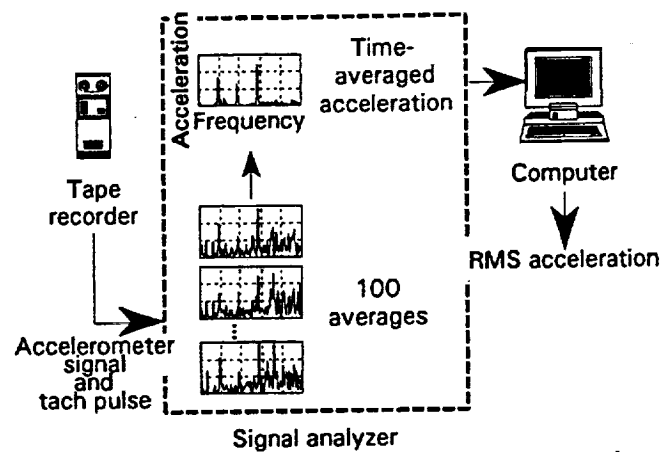 Acceleration
Frequency
Time-
averaged
acceleration
Tape
recorder
Computer
RMS acceleration
100
averages
Accelerometer
signal
and
tach pulse
Signal analyzer